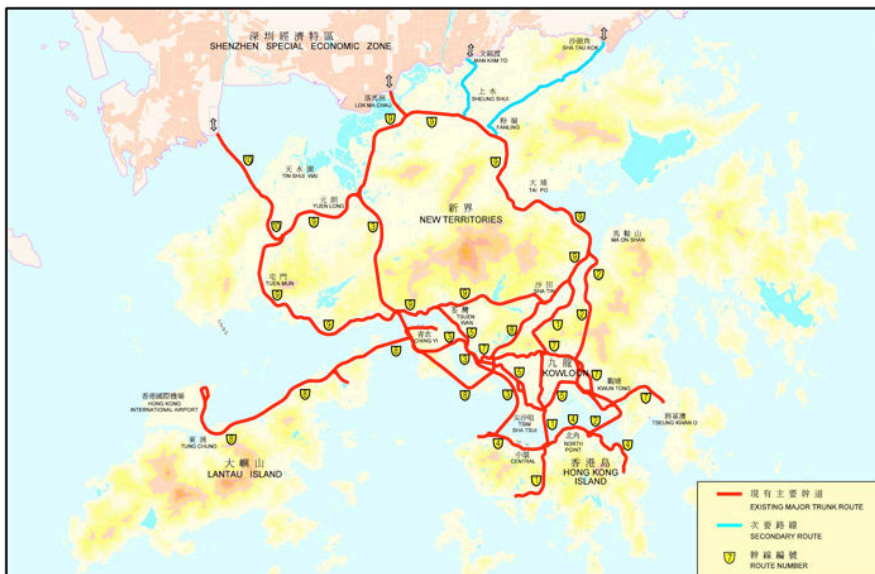 深圳經濟特區
SHENZHEN SPECIAL ECONOMIC ZONE
文錦渡
MAN KAM TO
沙頭角
SHA TAU KOK
落馬洲
LOK MA CHAU
上水
SHEUNG SHUI
粉嶺
FANLING
天水圍
TIN SHUI WAI
元朗
YUEN LONG
大埔
TAI PO
新界
NEW TERRITORIES
馬鞍山
MA ON SHAN
屯門
TUEN MUN
沙田
SHA TIN
荃灣
TSUEN
WAN
青衣
CHING YI
九龍
KOWLOON
觀塘
KWUN TONG
香港國際機場
HONG KONG
INTERNATIONAL AIRPORT
將軍澳
TSEUNG KWAN O
尖沙咀
TSIM
SHA TSUI
東涌
TUNG CHUNG
北角
NORTH
POINT
中環
CENTRAL
大嶼山
LANTAU ISLAND
香港島
HONG KONG
ISLAND
現有主要幹道
EXISTING MAJOR TRUNK ROUTE
次要路線
SECONDARY ROUTE
7
幹線編號
ROUTE NUMBER